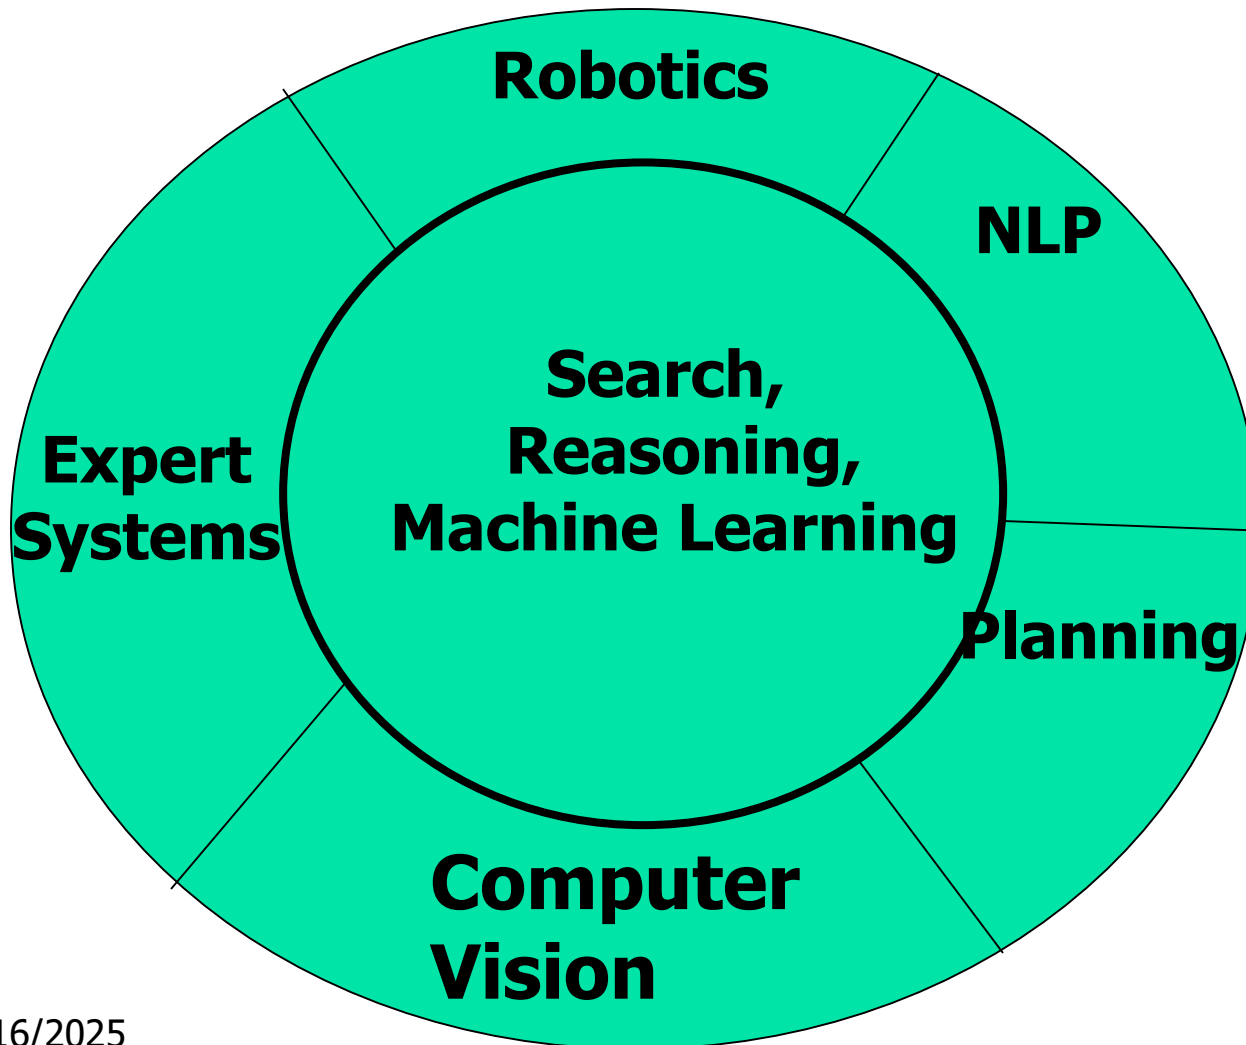 Robotics
NLP
Search,
Reasoning,
Machine Learning
Expert
Systems
Planning
Computer
Vision
16/2025